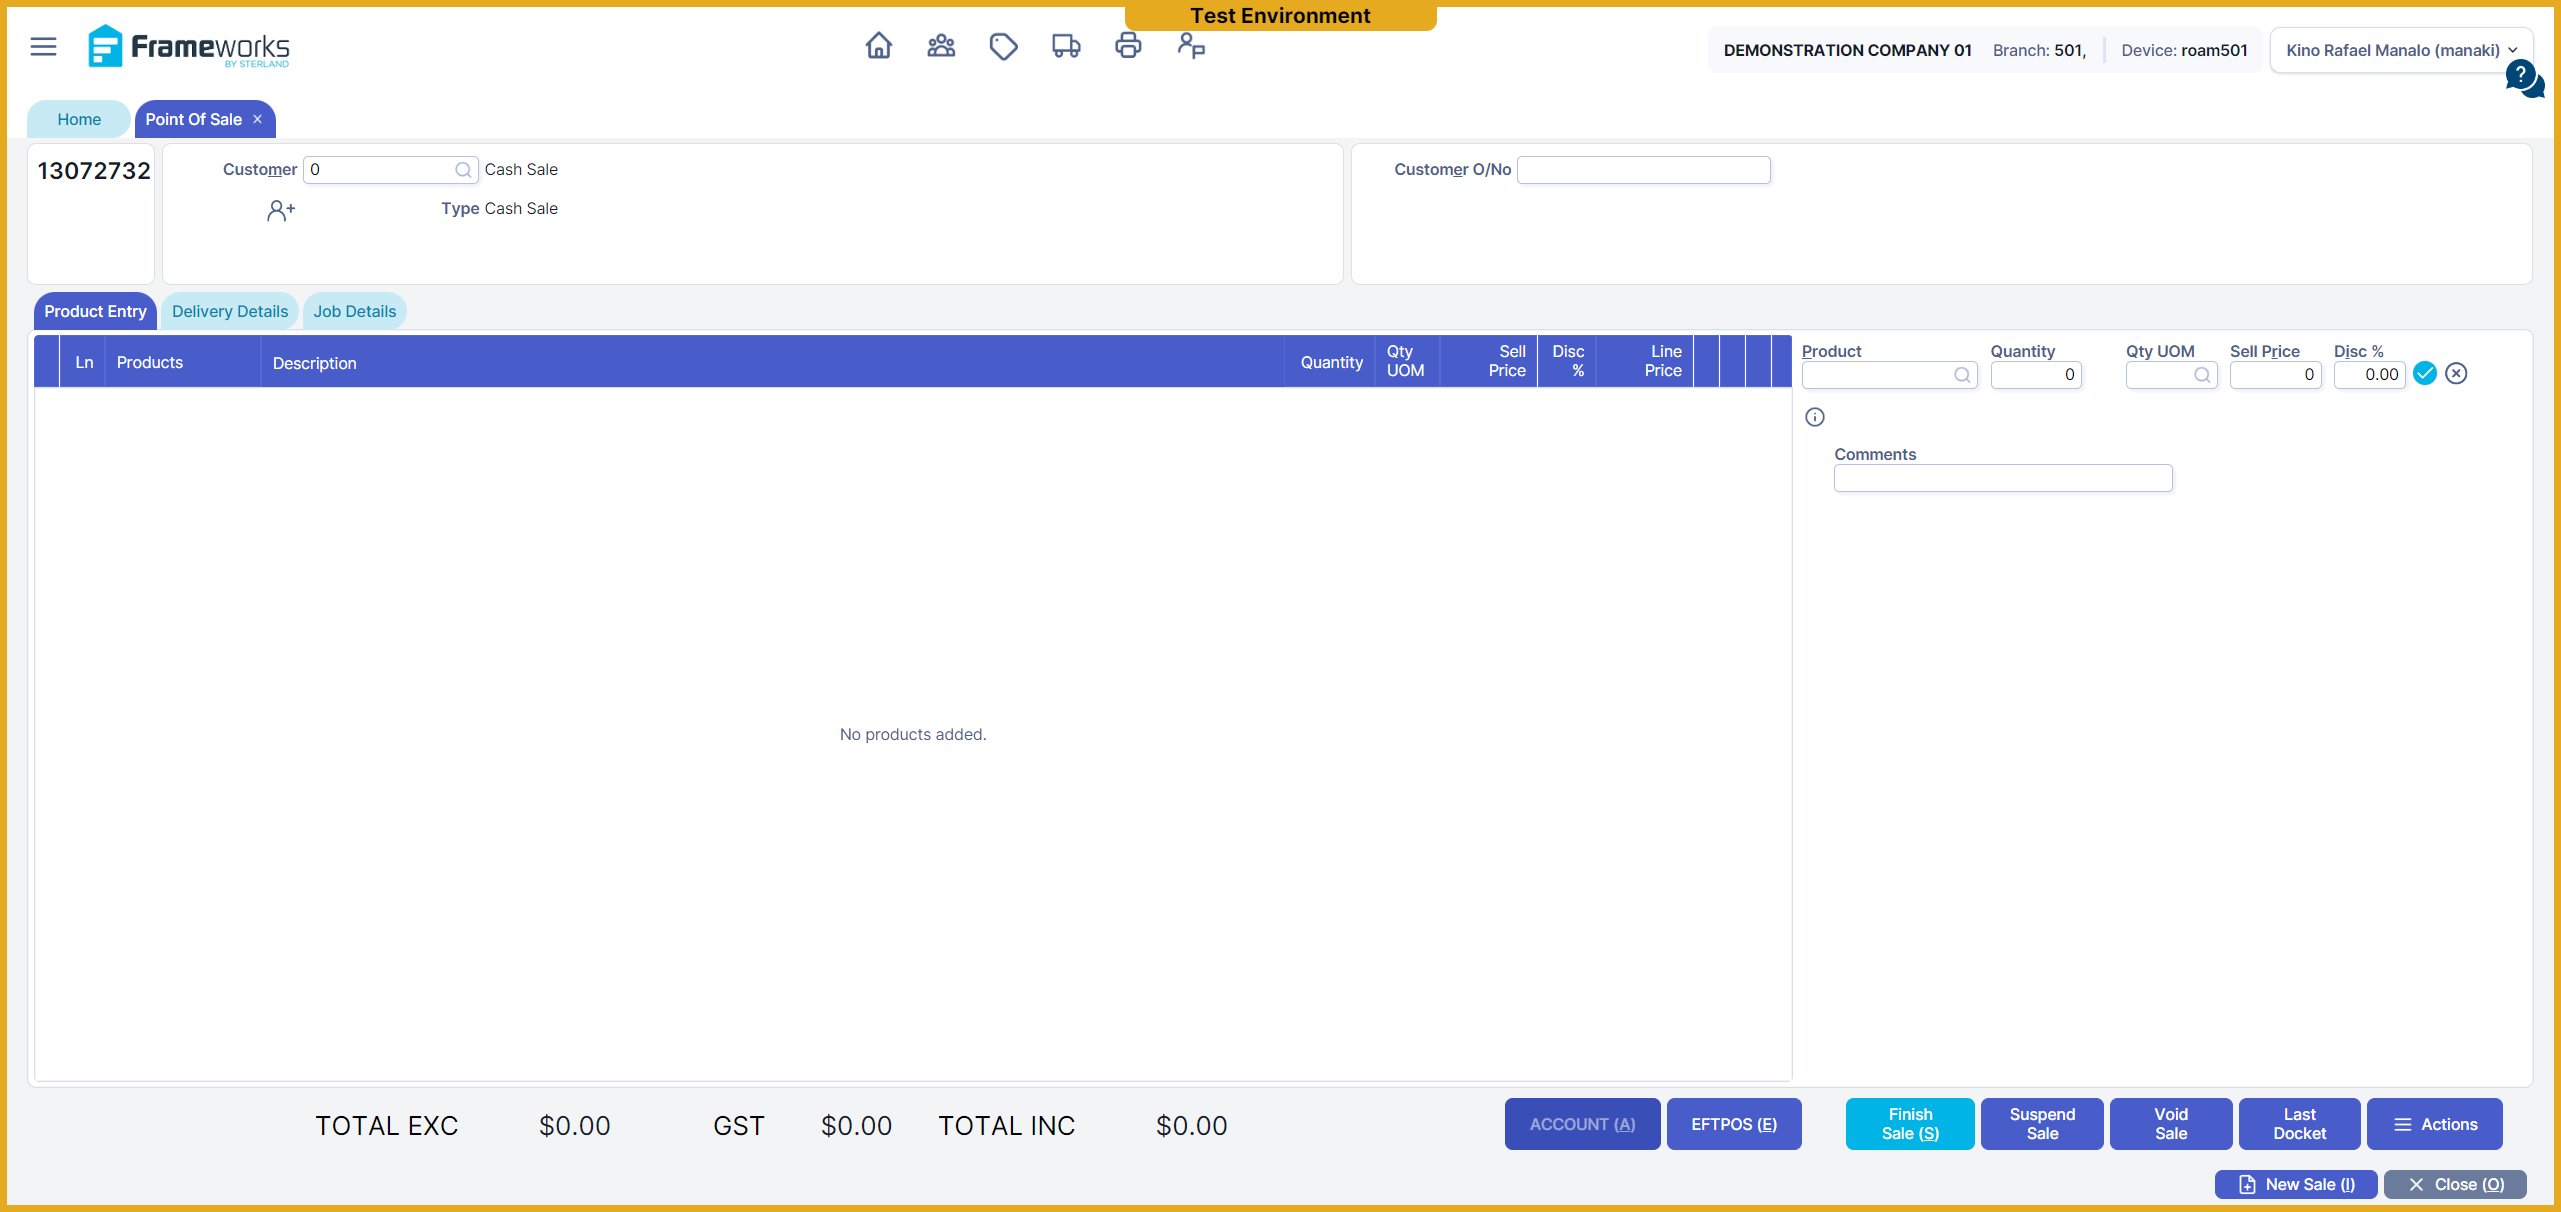 Test Environment
Frameworks
BY STERLAND
DEMONSTRATION COMPANY 01 Branch: 501, Device: roam501 Kino Rafael Manalo (manaki)
?
Home Point Of Sale ×
13072732
Customer 0 Cash Sale
Type Cash Sale
Customer O/No
Product Entry Delivery Details Job Details
Ln Products Description Quantity Qty UOM Sell Price Disc % Line Price
Product Quantity Qty UOM Sell Price Disc %
0 0 0.00
Comments
No products added.
TOTAL EXC $0.00 GST $0.00 TOTAL INC $0.00
ACCOUNT (A) EFTPOS (E) Finish Sale (S) Suspend Sale Void Sale Last Docket Actions
New Sale (I) Close (O)